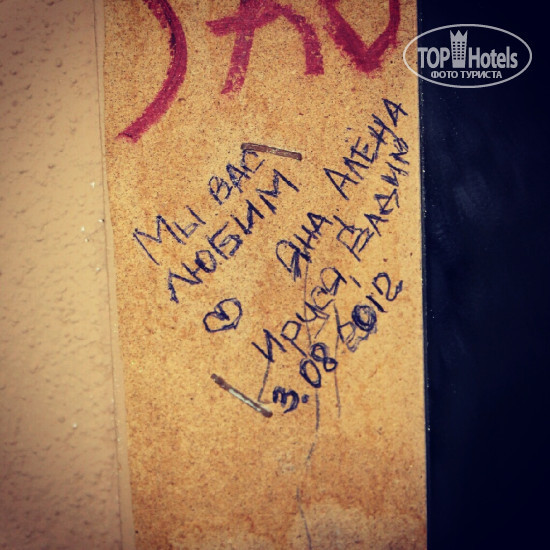 TOP Hotels
ФОТО ТУРИСТА
МЫ ВАС
ЛЮБИМ
ЯНА, АЛЁНА
ИРУСЯ, ВАДИМ
3.08.2012